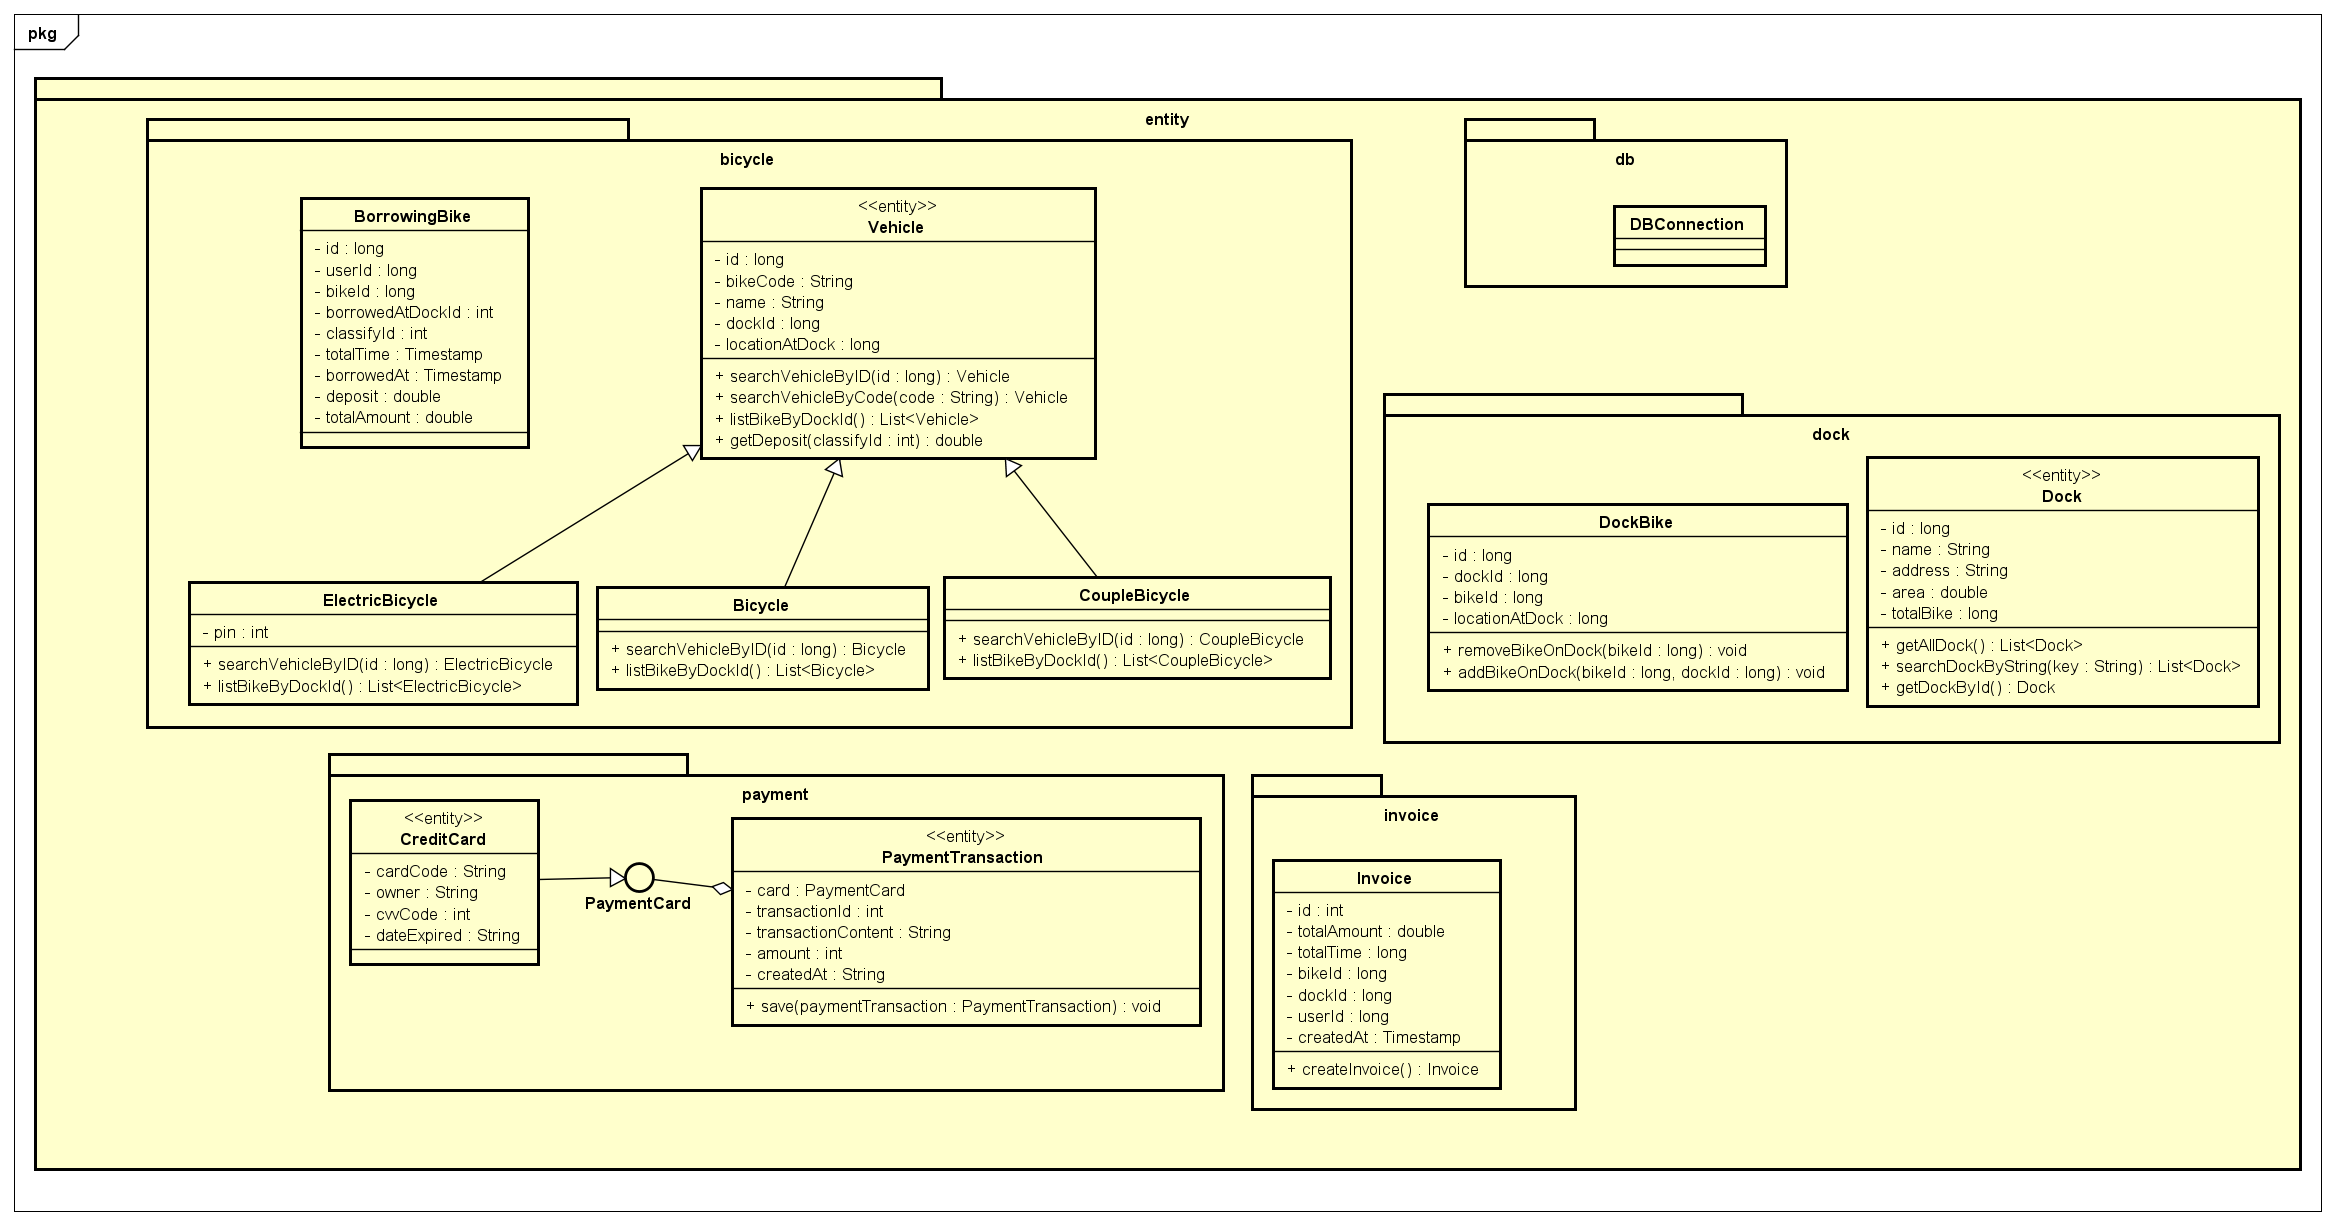 pkg
entity
bicycle
BorrowingBike
- id : long
- userId : long
- bikeId : long
- borrowedAtDockId : int
- classifyId : int
- totalTime : Timestamp
- borrowedAt : Timestamp
- deposit : double
- totalAmount : double
<<entity>>
Vehicle
- id : long
- bikeCode : String
- name : String
- dockId : long
- locationAtDock : long
+ searchVehicleByID(id : long) : Vehicle
+ searchVehicleByCode(code : String) : Vehicle
+ listBikeByDockId() : List<Vehicle>
+ getDeposit(classifyId : int) : double
ElectricBicycle
- pin : int
+ searchVehicleByID(id : long) : ElectricBicycle
+ listBikeByDockId() : List<ElectricBicycle>
Bicycle
+ searchVehicleByID(id : long) : Bicycle
+ listBikeByDockId() : List<Bicycle>
CoupleBicycle
+ searchVehicleByID(id : long) : CoupleBicycle
+ listBikeByDockId() : List<CoupleBicycle>
db
DBConnection
dock
DockBike
- id : long
- dockId : long
- bikeId : long
- locationAtDock : long
+ removeBikeOnDock(bikeId : long) : void
+ addBikeOnDock(bikeId : long, dockId : long) : void
<<entity>>
Dock
- id : long
- name : String
- address : String
- area : double
- totalBike : long
+ getAllDock() : List<Dock>
+ searchDockByString(key : String) : List<Dock>
+ getDockById() : Dock
payment
<<entity>>
CreditCard
- cardCode : String
- owner : String
- cvvCode : int
- dateExpired : String
PaymentCard
<<entity>>
PaymentTransaction
- card : PaymentCard
- transactionId : int
- transactionContent : String
- amount : int
- createdAt : String
+ save(paymentTransaction : PaymentTransaction) : void
invoice
Invoice
- id : int
- totalAmount : double
- totalTime : long
- bikeId : long
- dockId : long
- userId : long
- createdAt : Timestamp
+ createInvoice() : Invoice